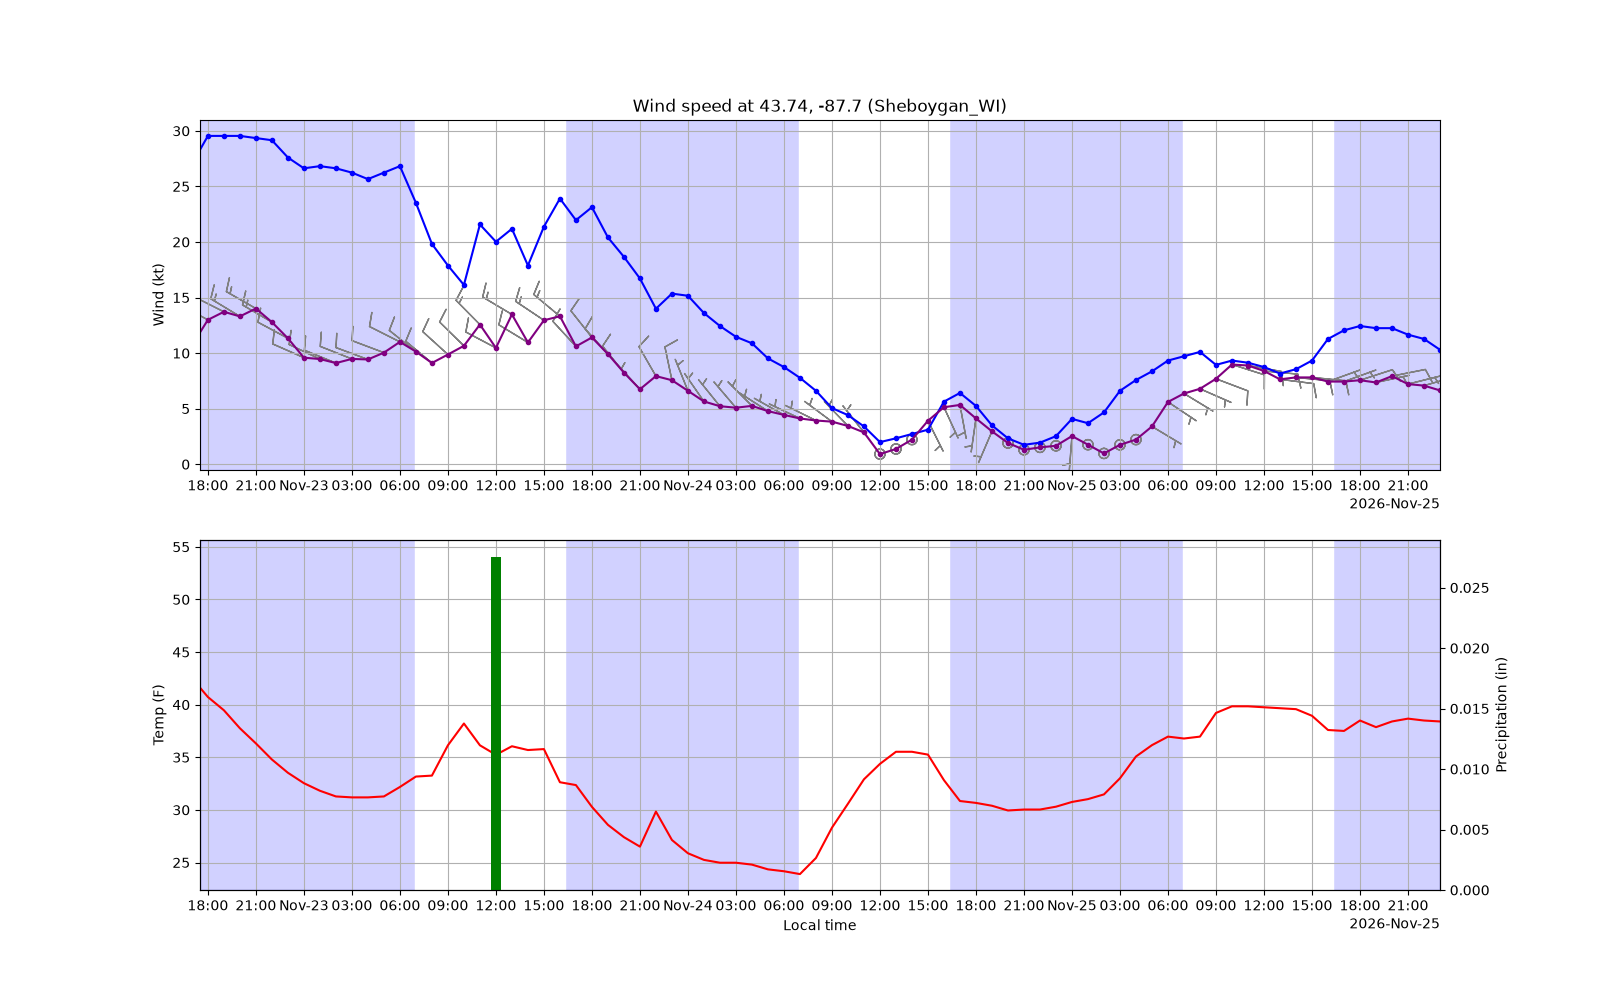 Wind speed at 43.74, -87.7 (Sheboygan_WI)
30
25
20
15
10
5
0
Wind (kt)
18:00 21:00 Nov-23 03:00 06:00 09:00 12:00 15:00 18:00 21:00 Nov-24 03:00 06:00 09:00 12:00 15:00 18:00 21:00 Nov-25 03:00 06:00 09:00 12:00 15:00 18:00 21:00
2026-Nov-25
55
50
45
40
35
30
25
Temp (F)
0.025
0.020
0.015
0.010
0.005
0.000
Precipitation (in)
18:00 21:00 Nov-23 03:00 06:00 09:00 12:00 15:00 18:00 21:00 Nov-24 03:00 06:00 09:00 12:00 15:00 18:00 21:00 Nov-25 03:00 06:00 09:00 12:00 15:00 18:00 21:00
Local time
2026-Nov-25